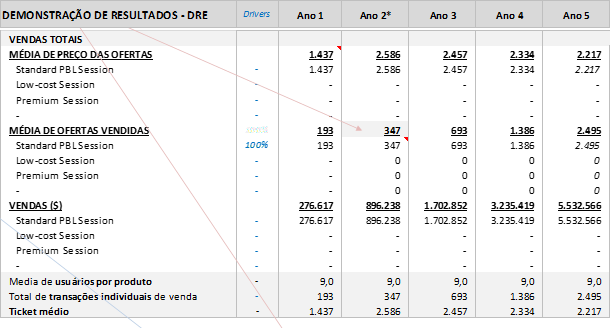 DEMONSTRAÇÃO DE RESULTADOS - DRE Drivers Ano 1 Ano 2* Ano 3 Ano 4 Ano 5
VENDAS TOTAIS
MÉDIA DE PREÇO DAS OFERTAS 1.437 2.586 2.457 2.334 2.217
Standard PBL Session - 1.437 2.586 2.457 2.334 2.217
Low-cost Session - - - - - -
Premium Session - - - - - -
- - - - - - -
MÉDIA DE OFERTAS VENDIDAS 193 347 693 1.386 2.495
Standard PBL Session 100% 193 347 693 1.386 2.495
Low-cost Session - - 0 0 0 0
Premium Session - - 0 0 0 0
- - - 0 0 0 0
VENDAS ($) 276.617 896.238 1.702.852 3.235.419 5.532.566
Standard PBL Session - 276.617 896.238 1.702.852 3.235.419 5.532.566
Low-cost Session - - - - - -
Premium Session - - - - - -
- - - - - - -
Media de usuários por produto - 9,0 9,0 9,0 9,0 9,0
Total de transações individuais de venda - 193 347 693 1.386 2.495
Ticket médio - 1.437 2.586 2.457 2.334 2.217